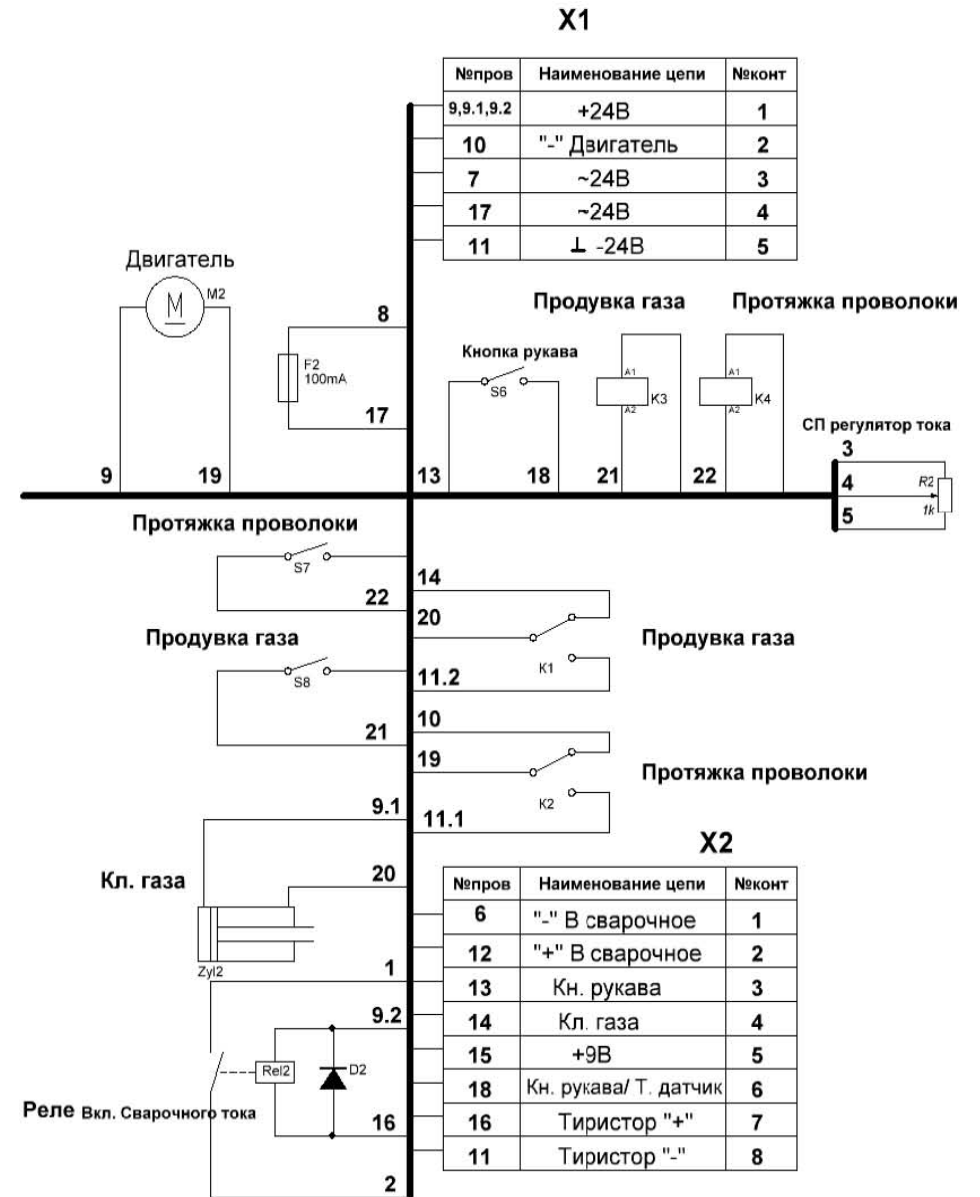 X1
№пров Наименование цепи №конт
9,9.1,9.2 +24В 1
10 "-" Двигатель 2
7 ~24В 3
17 ~24В 4
11 ⊥ -24В 5
Двигатель
M
M2
8
F2
100mA
17
Продувка газа
Протяжка проволоки
Кнопка рукава
S6
A1
A2
K3
A1
A2
K4
СП регулятор тока
3
4
5
R2
1k
9
19
13
18
21
22
Протяжка проволоки
S7
22
14
20
Продувка газа
S8
21
K1
Продувка газа
11.2
10
19
K2
Протяжка проволоки
11.1
9.1
Кл. газа
20
Zyl2
1
9.2
Rel2
D2
Реле Вкл. Сварочного тока
16
2
X2
№пров Наименование цепи №конт
6 "-" В сварочное 1
12 "+" В сварочное 2
13 Кн. рукава 3
14 Кл. газа 4
15 +9В 5
18 Кн. рукава/ Т. датчик 6
16 Тиристор "+" 7
11 Тиристор "-" 8